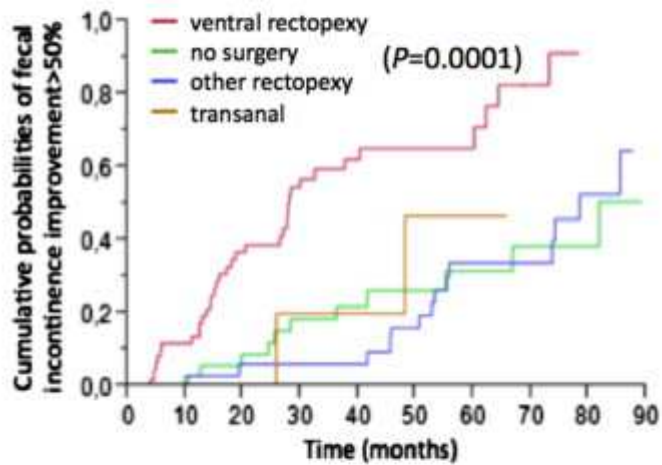 ventral rectopexy
no surgery
other rectopexy
transanal
(P=0.0001)
Cumulative probabilities of fecal
incontinence improvement>50%
1,0
0,8
0,6
0,4
0,2
0,0
0 10 20 30 40 50 60 70 80 90
Time (months)